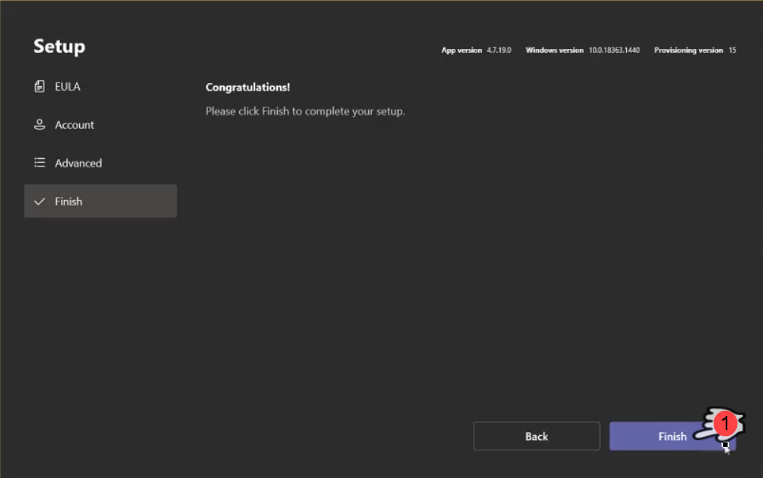 Setup
App version 4.7.19.0 Windows version 10.0.18363.1440 Provisioning version 15
EULA
Congratulations!
Please click Finish to complete your setup.
Account
Advanced
Finish
Back
Finish
1